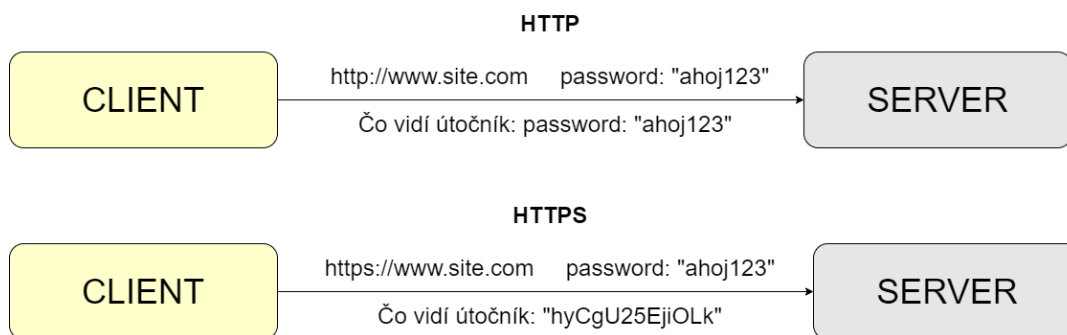 HTTP
CLIENT
http://www.site.com password: "ahoj123"
Čo vidí útočník: password: "ahoj123"
SERVER
HTTPS
CLIENT
https://www.site.com password: "ahoj123"
Čo vidí útočník: "hyCgU25EjiOLk"
SERVER